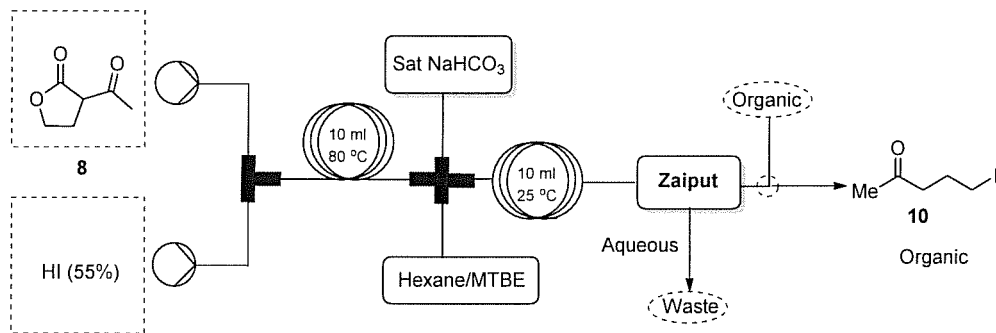 O
O
O
8
HI (55%)
Sat NaHCO3
10 ml
80 °C
Hexane/MTBE
10 ml
25 °C
Zaiput
Aqueous
Waste
Organic
O
Me
I
10
Organic